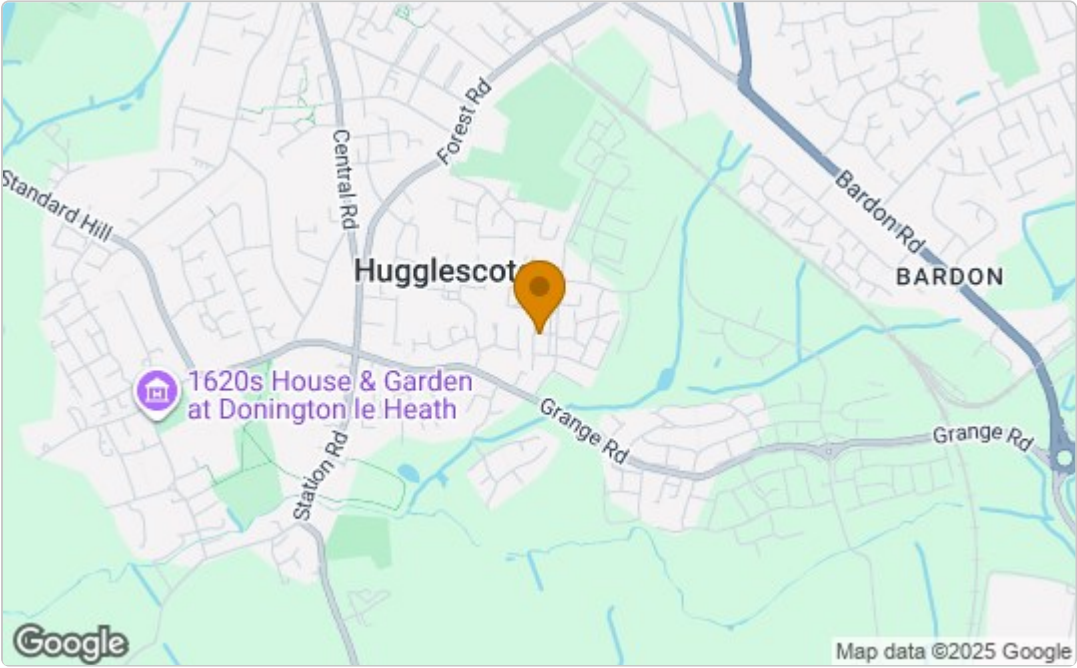 Forest Rd
Central Rd
Standard Hill
Bardon Rd
Hugglescot
BARDON
1620s House & Garden
at Donington le Heath
Grange Rd
Grange Rd
Station Rd
Google
Map data ©2025 Google